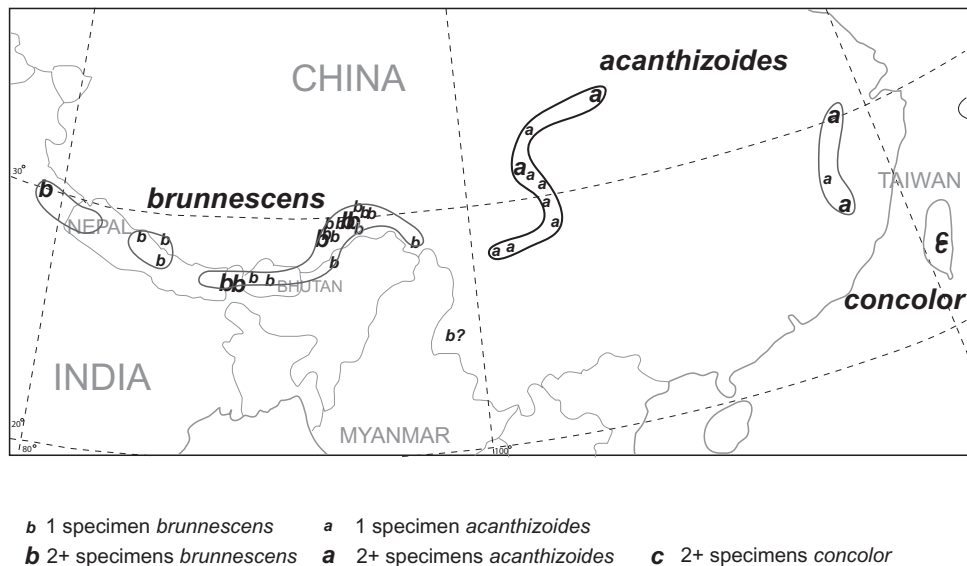 CHINA
acanthizoides
a
a
a
30°
b
brunnescens
a
a a
a
a
TAIWAN
NEPAL
b b
b
b
b b b
b b b
b b b
b b
b
a
a
a a
c
c
b b b b
b
BHUTAN
concolor
b?
INDIA
MYANMAR
20°
80°
100°
b 1 specimen brunnescens a 1 specimen acanthizoides
b 2+ specimens brunnescens a 2+ specimens acanthizoides c 2+ specimens concolor